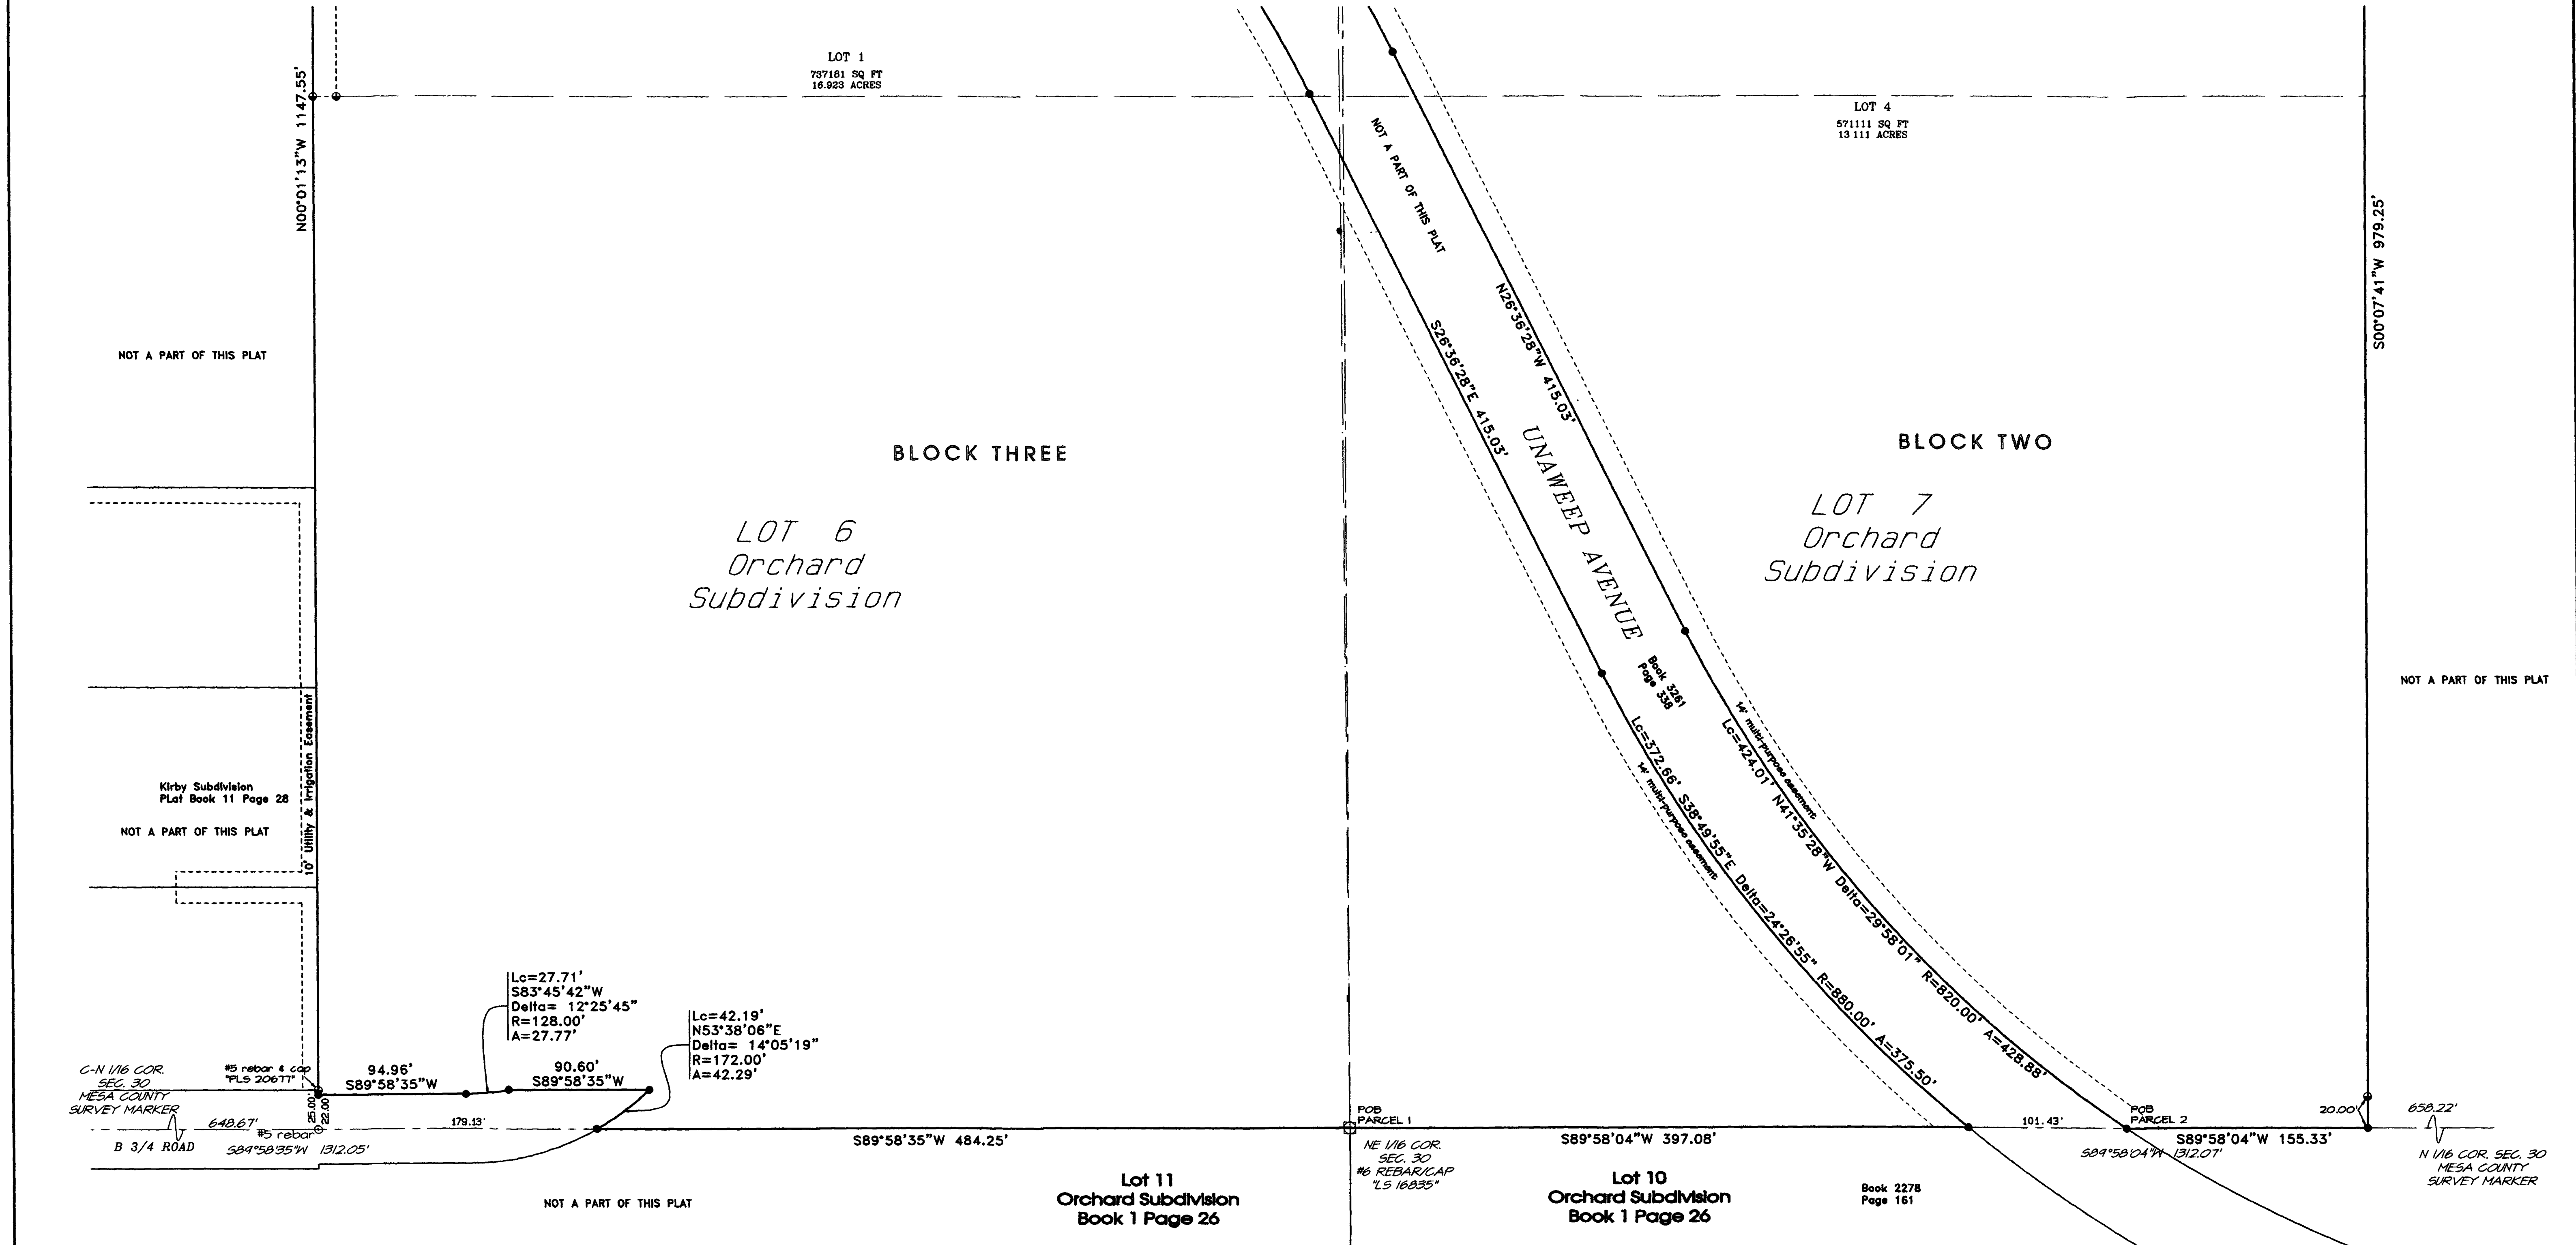 LOT 1
737181 SQ FT
16.923 ACRES
LOT 4
571111 SQ FT
13 111 ACRES
N00°01'13"W 1147.55'
NOT A PART OF THIS PLAT
S00°07'41"W 979.25'
NOT A PART OF THIS PLAT
N26°36'28"W 415.03'
S26°36'28"E 415.03'
BLOCK THREE
BLOCK TWO
UNAWEEP AVENUE
LOT 6
Orchard
Subdivision
LOT 7
Orchard
Subdivision
Book 3261
Page 338
NOT A PART OF THIS PLAT
10' Utility & Irrigation Easement
Kirby Subdivision
PLat Book 11 Page 28
NOT A PART OF THIS PLAT
14' multi-purpose easement
Lc=424.01' N41°35'28"W Delta=29°58'01" R=820.00' A=428.88'
Lc=372.66' S38°49'55"E Delta=24°26'55" R=880.00' A=375.50'
14' multi-purpose easement
Lc=27.71'
S83°45'42"W
Delta= 12°25'45"
R=128.00'
A=27.77'
Lc=42.19'
N53°38'06"E
Delta= 14°05'19"
R=172.00'
A=42.29'
C-N 1/16 COR.
SEC. 30
MESA COUNTY
SURVEY MARKER
#5 rebar & cap
"PLS 20677"
94.96'
S89°58'35"W
90.60'
S89°58'35"W
25.00'
22.00'
648.67'
#5 rebar
179.13'
B 3/4 ROAD
S89°58'35"W 1312.05'
S89°58'35"W 484.25'
POB
PARCEL 1
NE 1/16 COR.
SEC. 30
#6 REBAR/CAP
"LS 16835"
S89°58'04"W 397.08'
101.43'
POB
PARCEL 2
S89°58'04"W 155.33'
S89°58'04"W 1312.07'
20.00'
658.22'
N 1/16 COR. SEC. 30
MESA COUNTY
SURVEY MARKER
NOT A PART OF THIS PLAT
Lot 11
Orchard Subdivision
Book 1 Page 26
Lot 10
Orchard Subdivision
Book 1 Page 26
Book 2278
Page 161